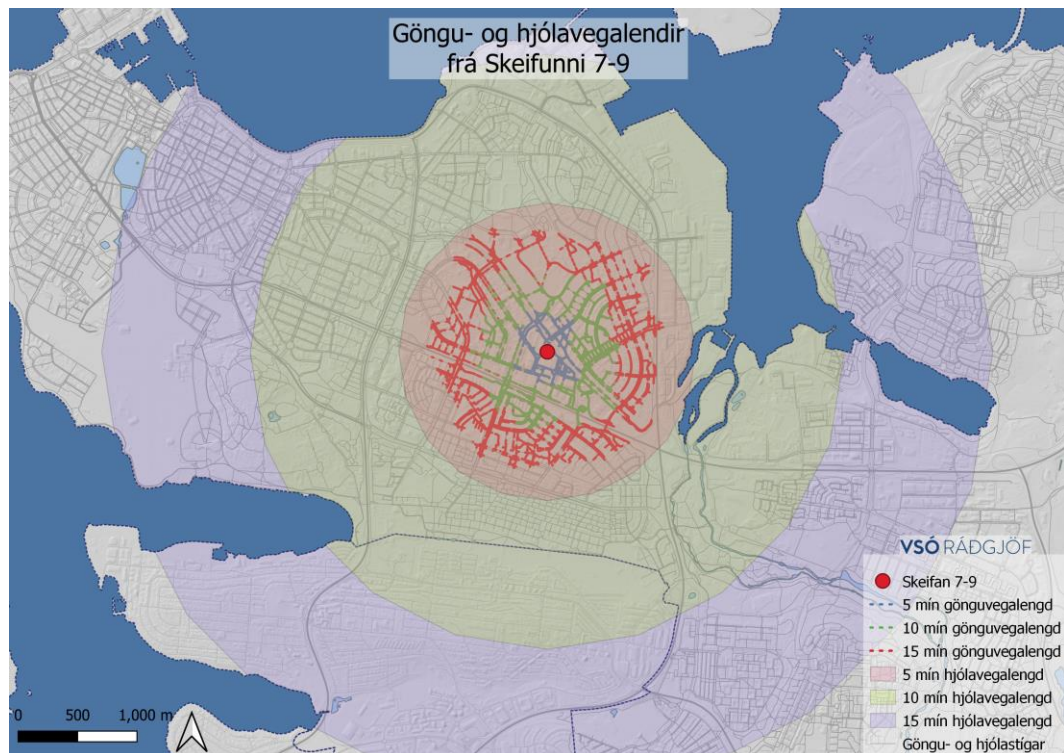 Göngu- og hjólavegalendir
frá Skeifunni 7-9
VSÓ RÁÐGJÖF
Skeifan 7-9
5 mín gönguvegalengd
10 mín gönguvegalengd
15 mín gönguvegalengd
5 mín hjólavegalengd
10 mín hjólavegalengd
15 mín hjólavegalengd
Göngu- og hjólastígar
0 500 1,000 m